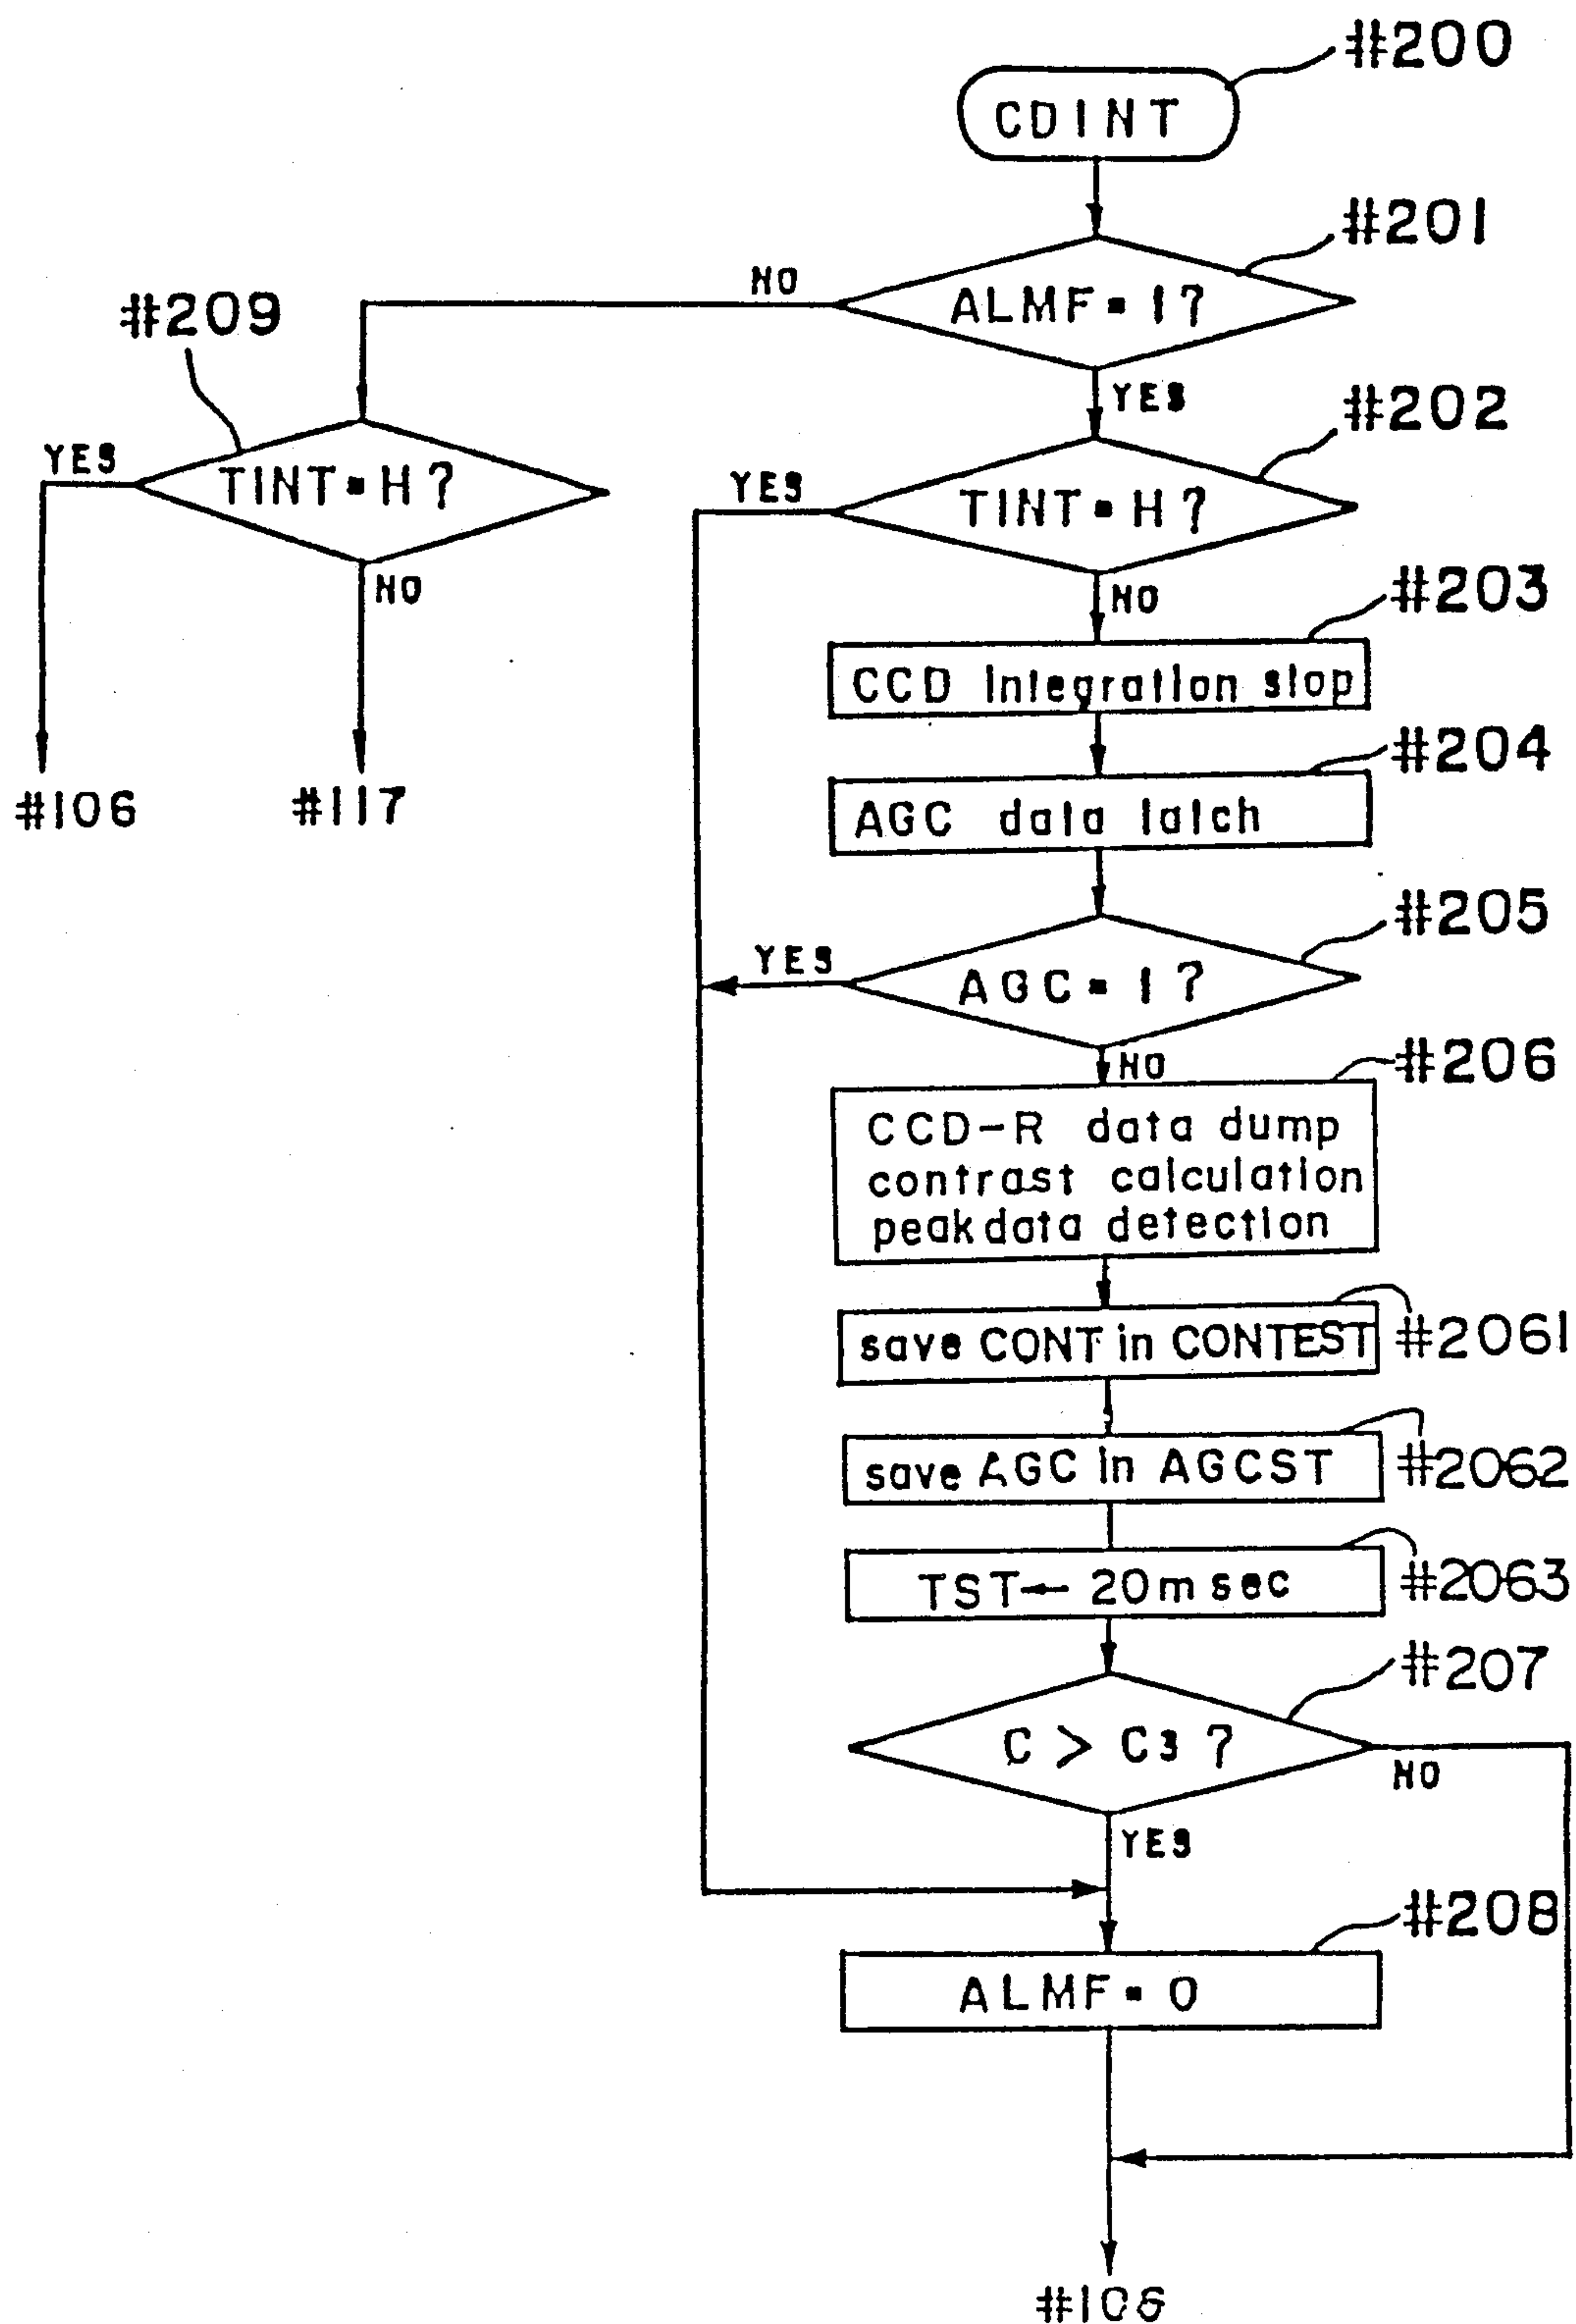 #200
CDINT
#201
NO
ALMF = 1 ?
#209
YES
#202
YES
TINT = H ?
YES
TINT = H ?
NO
NO
#203
CCD Integration stop
#204
#106
#117
AGC data latch
#205
YES
AGC = 1 ?
NO
#206
CCD-R data dump
contrast calculation
peak data detection
save CONT in CONTEST
#2061
save AGC in AGCST
#2062
TST ← 20 m sec
#2063
#207
C > C3 ?
NO
YES
#208
ALMF = 0